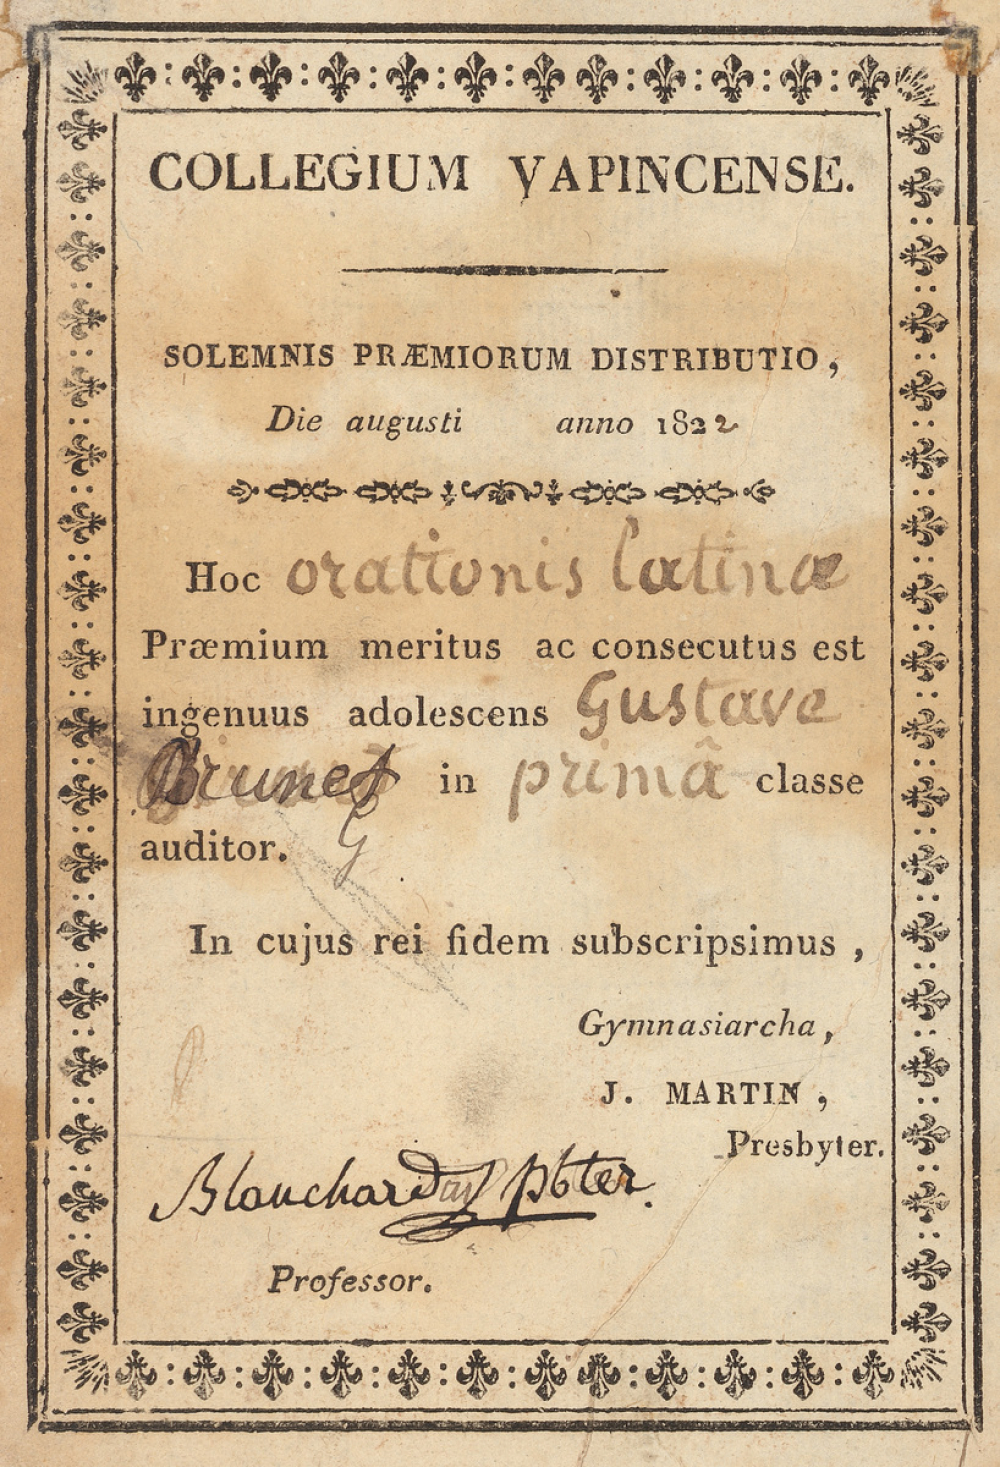 COLLEGIUM VAPINCENSE.
SOLEMNIS PRÆMIORUM DISTRIBUTIO,
Die augusti anno 1822
Hoc orationis latinæ
Præmium meritus ac consecutus est
ingenuus adolescens Gustave
Brunet in primâ classe
auditor.
In cujus rei fidem subscripsimus,
Gymnasiarcha,
J. MARTIN,
Presbyter.
Blanchard pbter.
Professor.